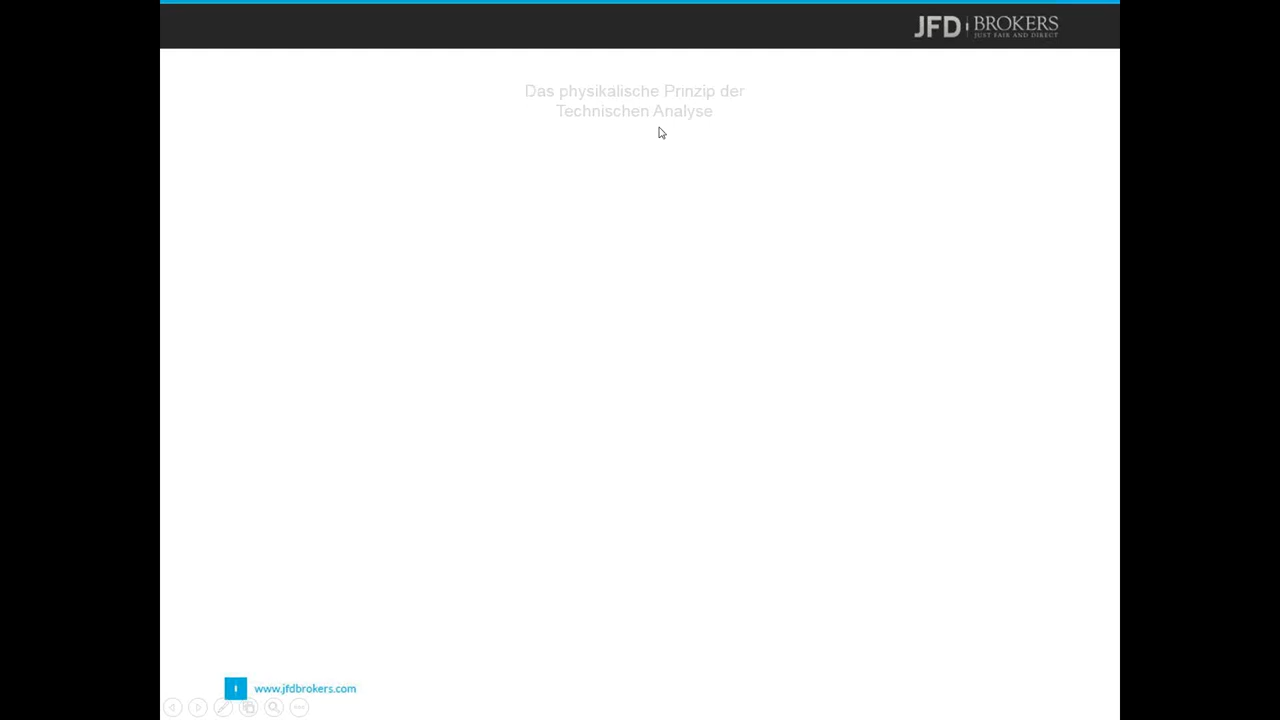 JFD BROKERS
JUST FAIR AND DIRECT
Das physikalische Prinzip der
Technischen Analyse
www.jfdbrokers.com